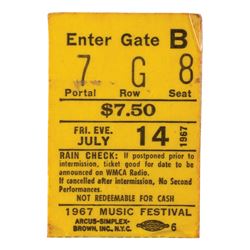 Enter Gate B
7 G 8
Portal Row Seat
$7.50
FRI. EVE.
JULY 14 1967
RAIN CHECK: If postponed prior to
intermission, ticket good for date to be
announced on WMCA Radio.
If cancelled after intermission, No Second
Performances.
NOT REDEEMABLE FOR CASH
1967 MUSIC FESTIVAL
ARCUS-SIMPLEX-
BROWN, INC., N.Y.C. 6